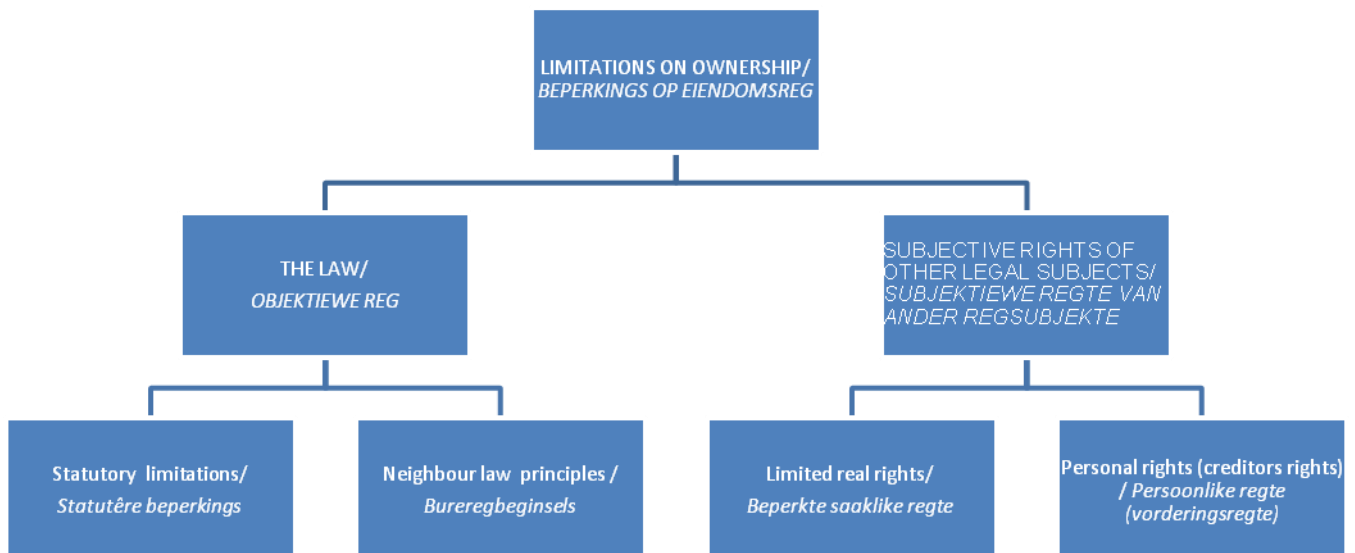 LIMITATIONS ON OWNERSHIP/
BEPERKINGS OP EIENDOMSREG
THE LAW/
OBJEKTIEWE REG
SUBJECTIVE RIGHTS OF
OTHER LEGAL SUBJECTS/
SUBJEKTIEWE REGTE VAN
ANDER REGSUBJEKTE
Statutory limitations/
Statutêre beperkings
Neighbour law principles /
Bureregbeginsels
Limited real rights/
Beperkte saaklike regte
Personal rights (creditors rights)
/ Persoonlike regte
(vorderingsregte)